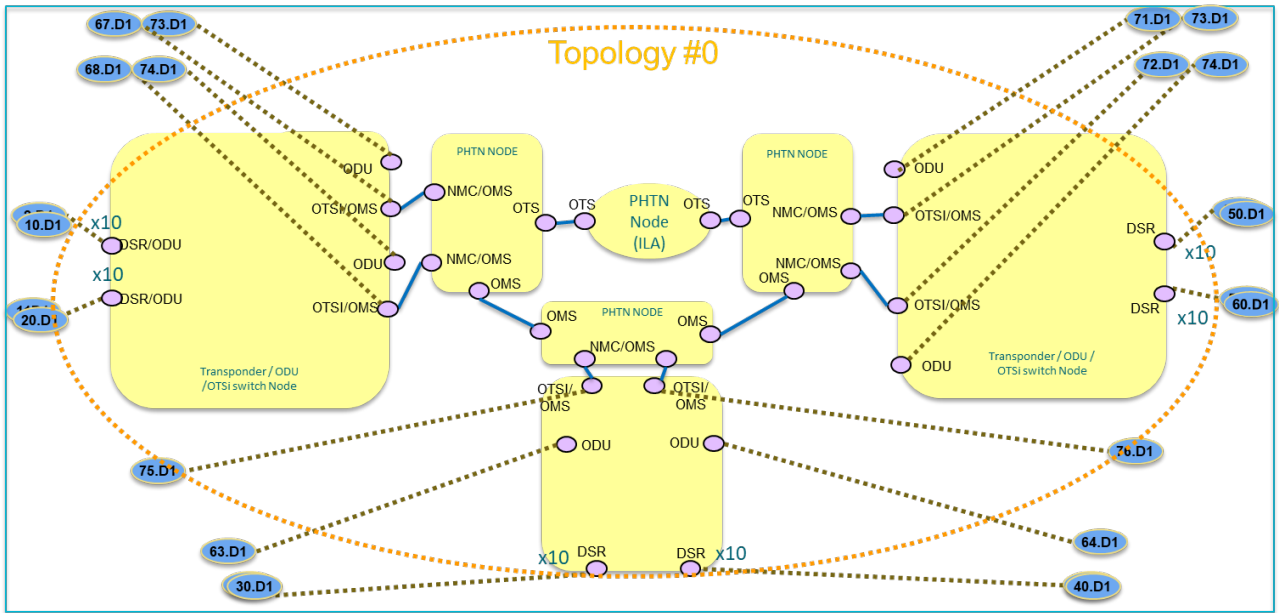 67.D1 73.D1
71.D1 73.D1
Topology #0
68.D1 74.D1
72.D1 74.D1
PHTN NODE
PHTN NODE
ODU
ODU
NMC/OMS
OTSI/OMS
OTS
OTS
PHTN
Node
(ILA)
OTS
OTS
NMC/OMS
OTSI/OMS
10.D1
x10
DSR/ODU
50.D1
DSR
x10
ODU
NMC/OMS
NMC/OMS
x10
DSR/ODU
OMS
OMS
OTSI/OMS
OTSI/OMS
20.D1
60.D1
DSR
x10
OMS
PHTN NODE
OMS
NMC/OMS
Transponder / ODU
/OTSi switch Node
Transponder / ODU /
OTSi switch Node
ODU
OTSI/
OMS
OTSI/
OMS
ODU
ODU
75.D1
76.D1
63.D1
64.D1
x10
DSR
DSR
x10
30.D1
40.D1